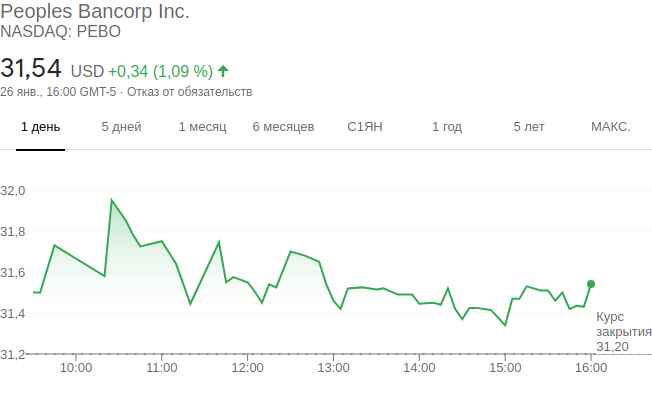 Peoples Bancorp Inc.
NASDAQ: PEBO
31,54 USD +0,34 (1,09 %)
26 янв., 16:00 GMT-5 · Отказ от обязательств
1 день 5 дней 1 месяц 6 месяцев С1ЯН 1 год 5 лет МАКС.
32,0
31,8
31,6
31,4
31,2
Курс
закрытия
31,20
10:00 11:00 12:00 13:00 14:00 15:00 16:00